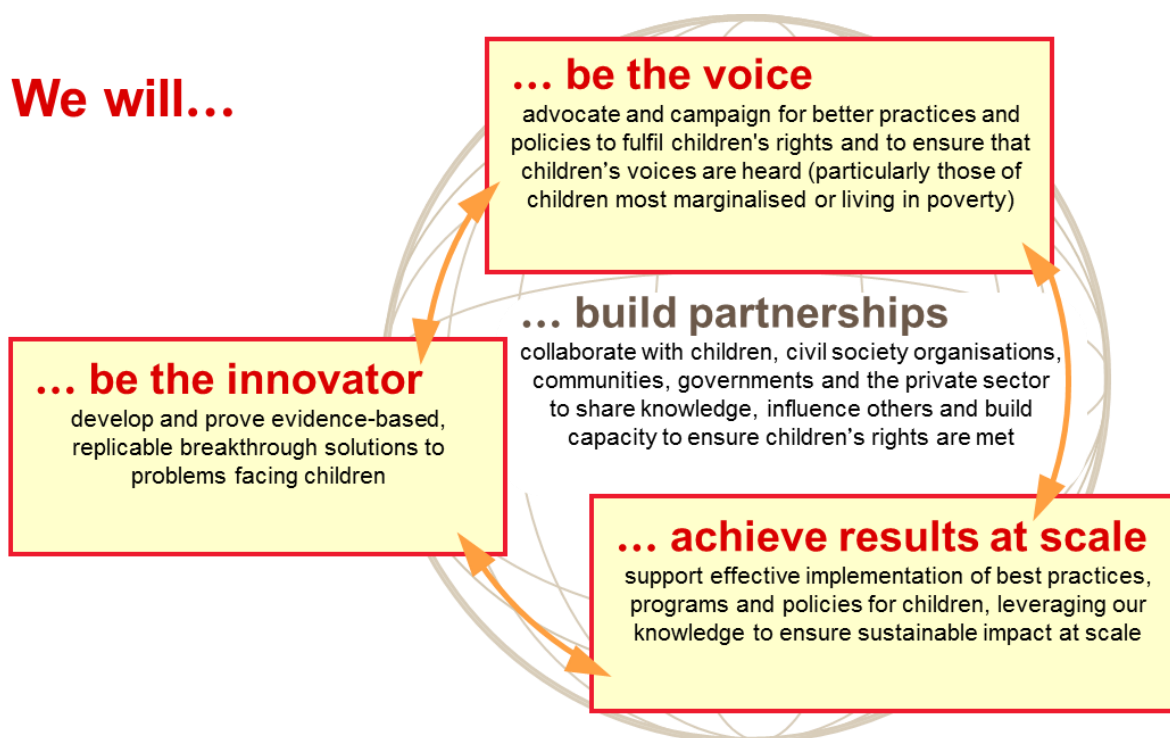 We will...
... be the voice
advocate and campaign for better practices and
policies to fulfil children's rights and to ensure that
children’s voices are heard (particularly those of
children most marginalised or living in poverty)
... build partnerships
collaborate with children, civil society organisations,
communities, governments and the private sector
to share knowledge, influence others and build
capacity to ensure children’s rights are met
... be the innovator
develop and prove evidence-based,
replicable breakthrough solutions to
problems facing children
... achieve results at scale
support effective implementation of best practices,
programs and policies for children, leveraging our
knowledge to ensure sustainable impact at scale